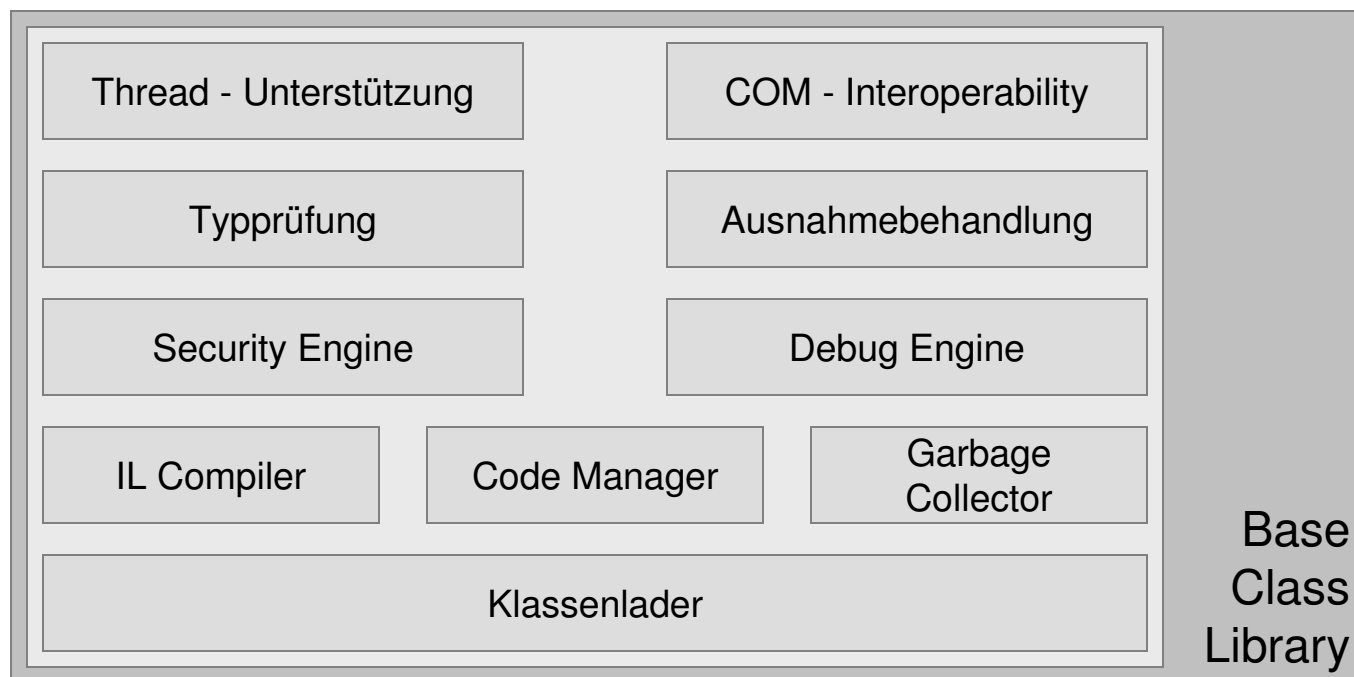 Thread - Unterstützung
COM - Interoperability
Typprüfung
Ausnahmebehandlung
Security Engine
Debug Engine
IL Compiler
Code Manager
Garbage
Collector
Klassenlader
Base
Class
Library